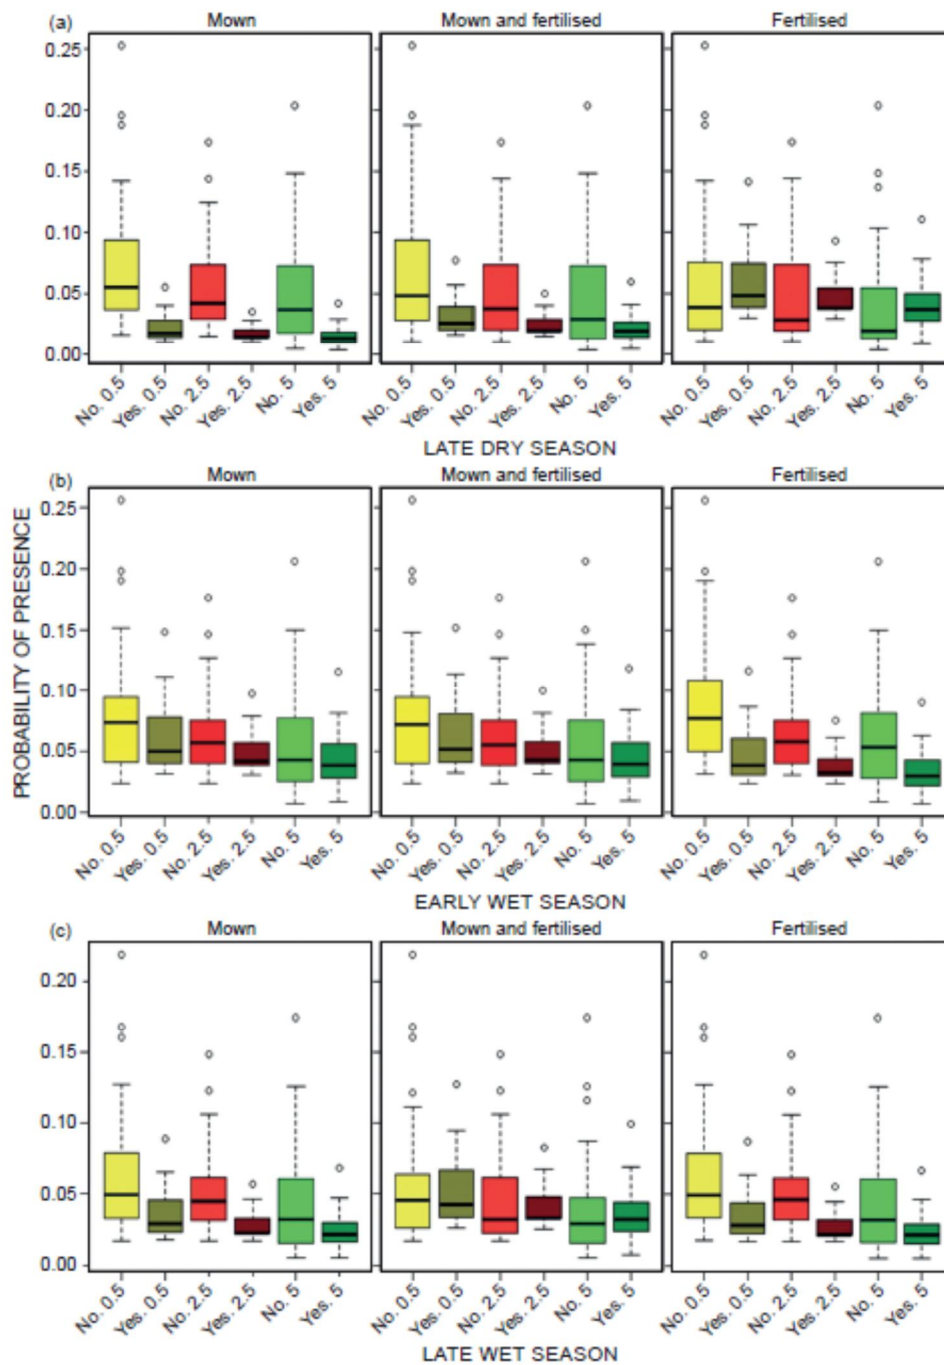 (a) Mown Mown and fertilised Fertilised
0.25
0.20
0.15
0.10
0.05
0.00
No. 0.5 Yes. 0.5 No. 2.5 Yes. 2.5 No. 5 Yes. 5 No. 0.5 Yes. 0.5 No. 2.5 Yes. 2.5 No. 5 Yes. 5 No. 0.5 Yes. 0.5 No. 2.5 Yes. 2.5 No. 5 Yes. 5
LATE DRY SEASON
(b) Mown Mown and fertilised Fertilised
PROBABILITY OF PRESENCE
0.25
0.20
0.15
0.10
0.05
0.00
No. 0.5 Yes. 0.5 No. 2.5 Yes. 2.5 No. 5 Yes. 5 No. 0.5 Yes. 0.5 No. 2.5 Yes. 2.5 No. 5 Yes. 5 No. 0.5 Yes. 0.5 No. 2.5 Yes. 2.5 No. 5 Yes. 5
EARLY WET SEASON
(c) Mown Mown and fertilised Fertilised
0.20
0.15
0.10
0.05
0.00
No. 0.5 Yes. 0.5 No. 2.5 Yes. 2.5 No. 5 Yes. 5 No. 0.5 Yes. 0.5 No. 2.5 Yes. 2.5 No. 5 Yes. 5 No. 0.5 Yes. 0.5 No. 2.5 Yes. 2.5 No. 5 Yes. 5
LATE WET SEASON